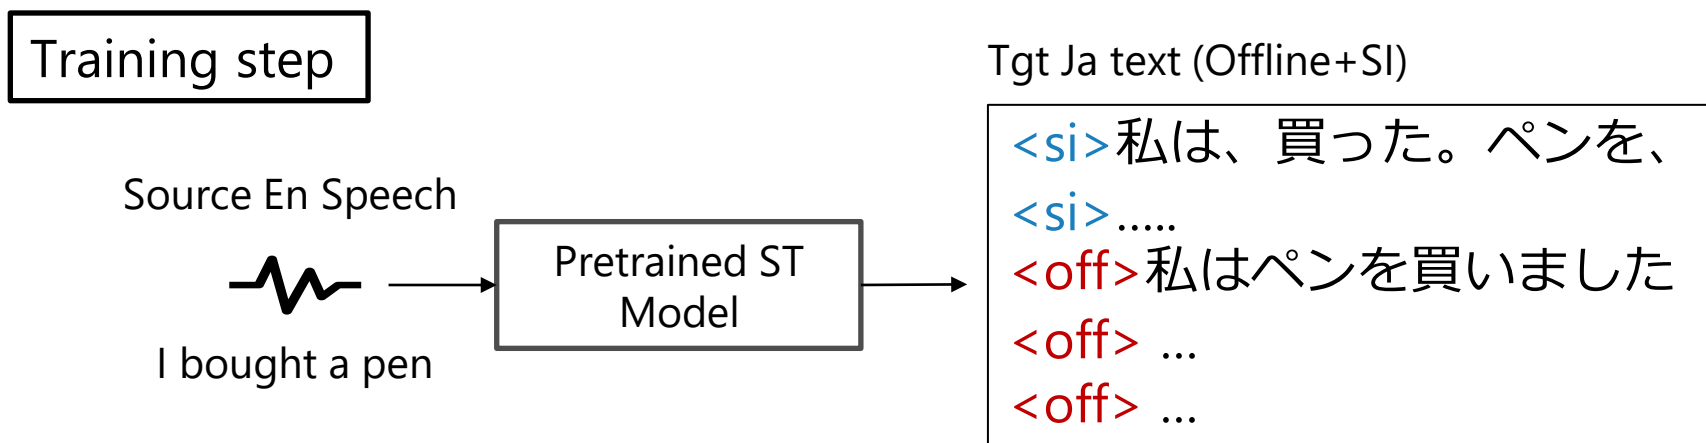 Training step
Tgt Ja text (Offline+SI)
Source En Speech
I bought a pen
Pretrained ST
Model
<si>私は、買った。ペンを、
<si>.....
<off>私はペンを買いました
<off> ...
<off> ...